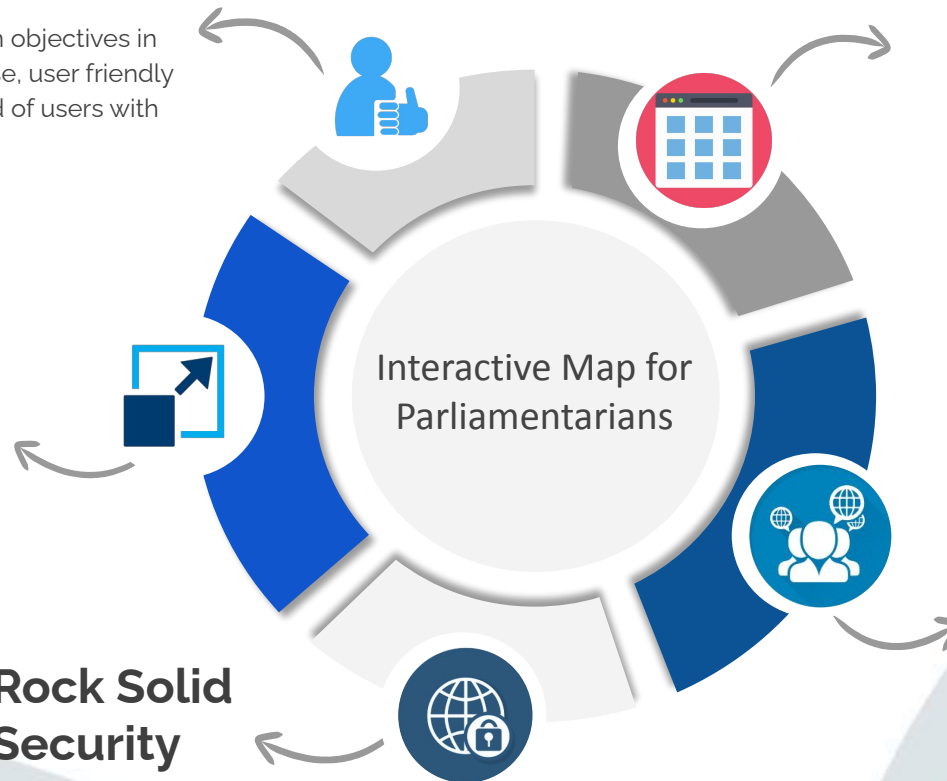 objectives in
, user friendly
of users with
Interactive Map for
Parliamentarians
Rock Solid
Security